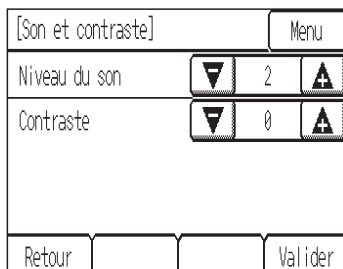 [Son et contraste] Menu
Niveau du son - 2 +
Contraste - 0 +
Retour Valider